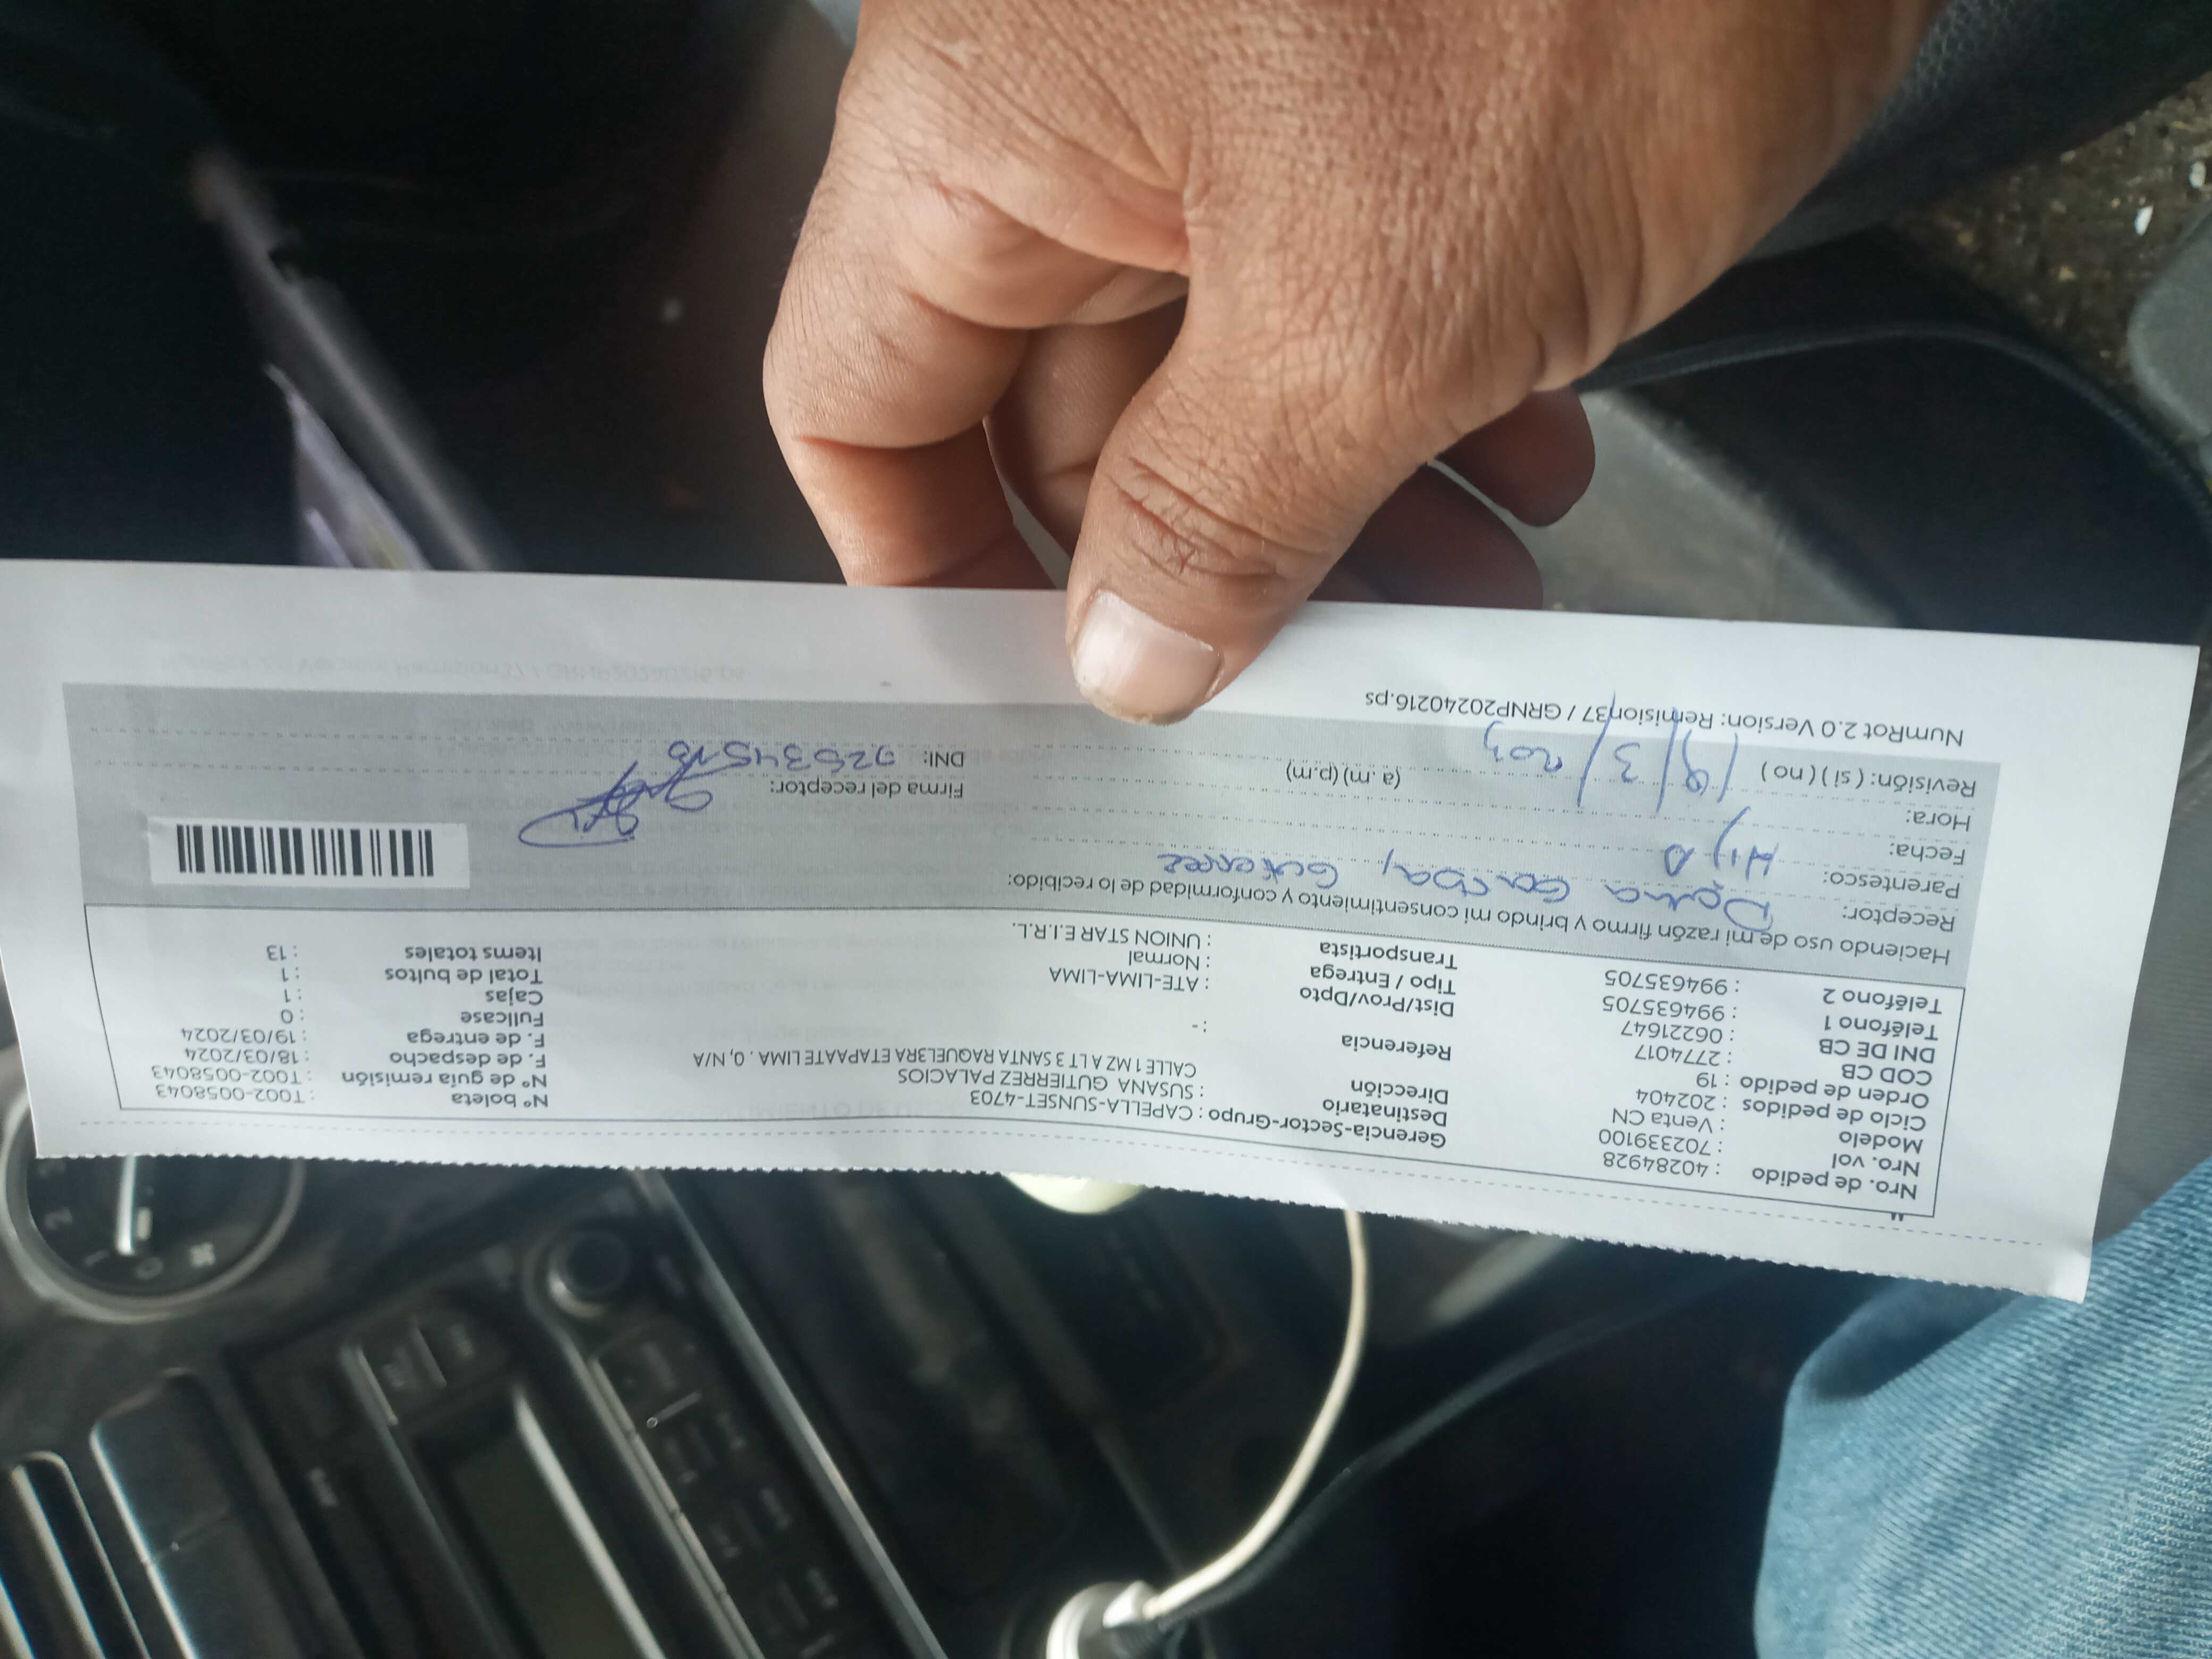 Nro. de pedido : 40284928
Nro. vol : 702339100
Modelo : Venta CN
Ciclo de pedidos : 202404
Orden de pedido : 19
COD CB : 2774017
DNI DE CB : 06221647
Teléfono 1 : 994635705
Teléfono 2 : 994635705
Gerencia-Sector-Grupo : CAPELLA-SUNSET-4703
Destinatario : SUSANA GUTIERREZ PALACIOS
Dirección CALLE 1 MZ A LT 3 SANTA RAQUEL3RA ETAPAATE LIMA . 0, N/A
Referencia : -
Dist/Prov/Dpto : ATE-LIMA-LIMA
Tipo / Entrega : Normal
Transportista : UNION STAR E.I.R.L.
Nº boleta : T002-0058043
Nº de guía remisión : T002-0058043
F. de despacho : 18/03/2024
F. de entrega : 19/03/2024
Fullcase : 0
Cajas : 1
Total de bultos : 1
Items totales : 13
Haciendo uso de mi razón firmo y brindo mi consentimiento y conformidad de lo recibido:
Receptor: Gutierrez
Parentesco: Hija
Fecha:
Hora: 19/3/
Revisión: (si) (no) (a.m) (p.m)
Firma del receptor:
DNI:
NumRot 2.0 Version: Remision37 / GRNP20240216.ps